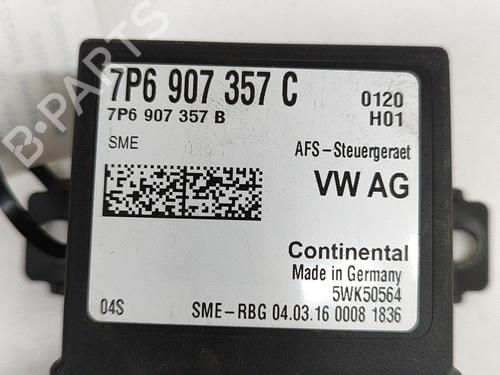 B-PARTS
7P6 907 357 C
0120
7P6 907 357 B
H01
SME
AFS-Steuergeraet
VW AG
Continental
Made in Germany
5WK50564
04S
SME-RBG 04.03.16 0008 1836